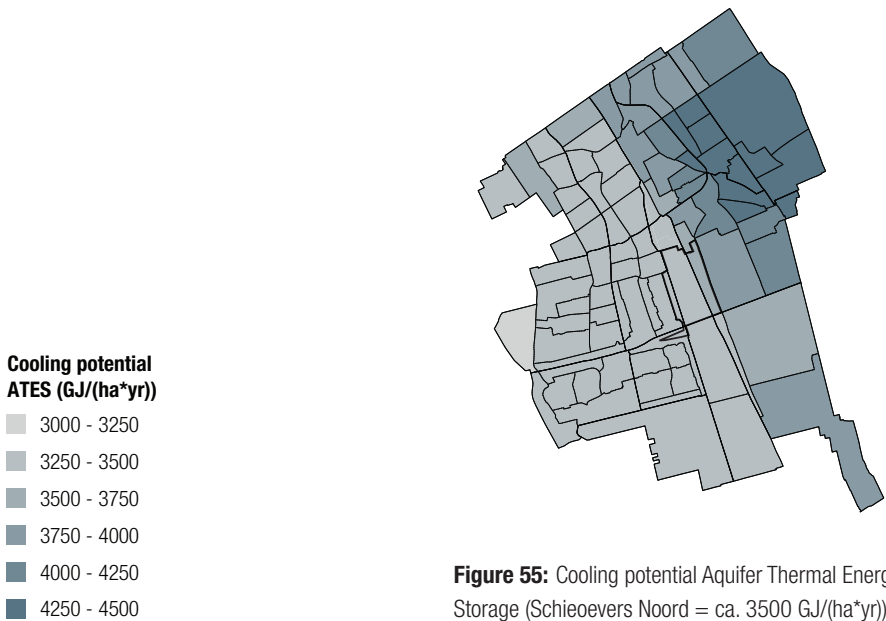 Cooling potential
ATES (GJ/(ha*yr))
3000 - 3250
3250 - 3500
3500 - 3750
3750 - 4000
4000 - 4250
4250 - 4500
Figure 55: Cooling potential Aquifer Thermal Energ
Storage (Schieoevers Noord = ca. 3500 GJ/(ha*yr))